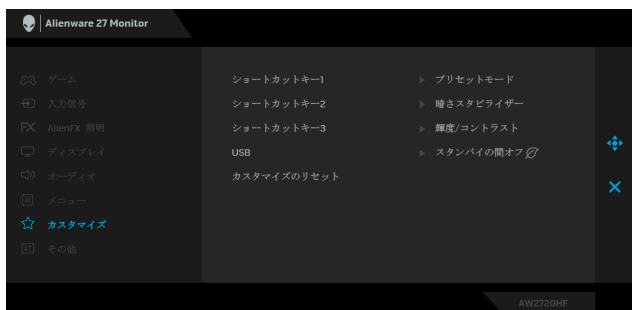 Alienware 27 Monitor
ゲーム
入力信号
AlienFX 照明
ディスプレイ
オーディオ
メニュー
カスタマイズ
その他
ショートカットキー1 プリセットモード
ショートカットキー2 暗さスタビライザー
ショートカットキー3 輝度/コントラスト
USB スタンバイの間オフ
カスタマイズのリセット
AW2720HF